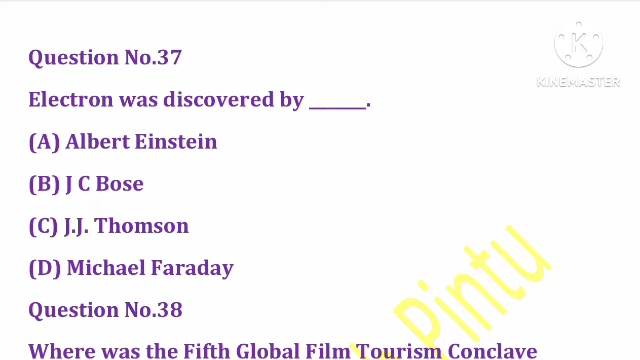 K
KINEMASTER
Question No.37
Electron was discovered by ______.
(A) Albert Einstein
(B) J C Bose
(C) J.J. Thomson
(D) Michael Faraday
Question No.38
Where was the Fifth Global Film Tourism Conclave
Pintu